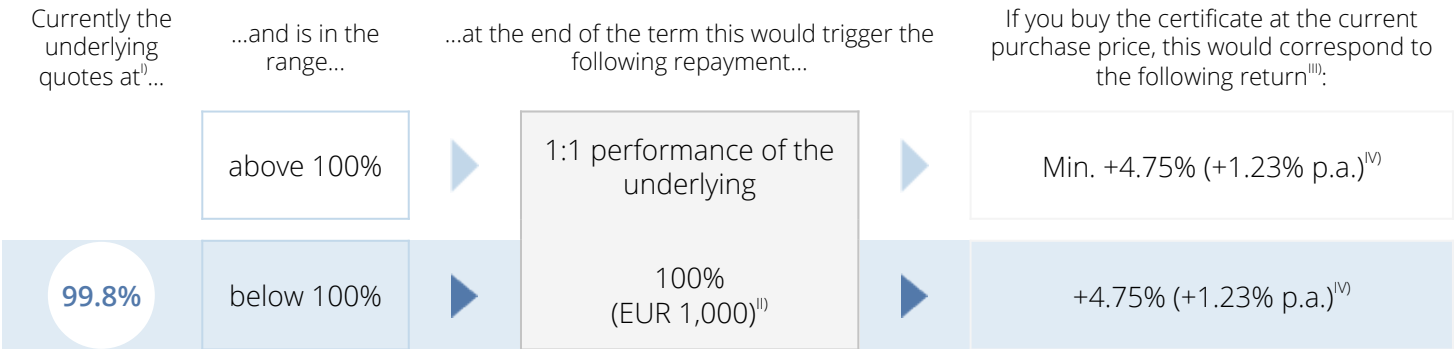 Currently the
underlying
quotes at I)...
...and is in the
range...
...at the end of the term this would trigger the
following repayment...
If you buy the certificate at the current
purchase price, this would correspond to
the following return III):
above 100%
1:1 performance of the
underlying
Min. +4.75% (+1.23% p.a.) IV)
99.8%
below 100%
100%
(EUR 1,000) II)
+4.75% (+1.23% p.a.) IV)